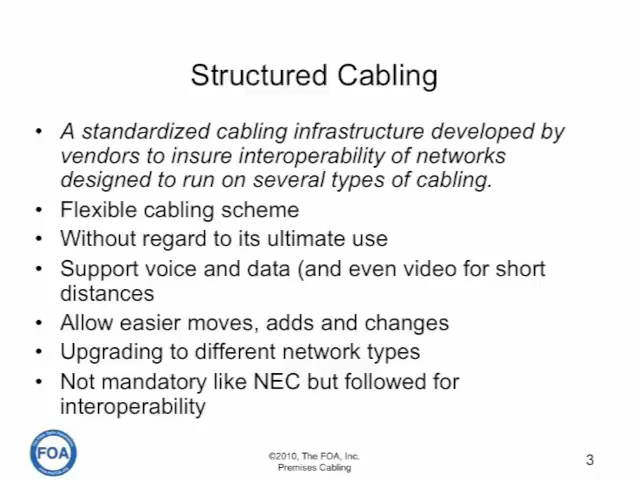 Structured Cabling
• A standardized cabling infrastructure developed by
vendors to insure interoperability of networks
designed to run on several types of cabling.
• Flexible cabling scheme
• Without regard to its ultimate use
• Support voice and data (and even video for short
distances
• Allow easier moves, adds and changes
• Upgrading to different network types
• Not mandatory like NEC but followed for
interoperability
FOA
©2010, The FOA, Inc.
Premises Cabling
3